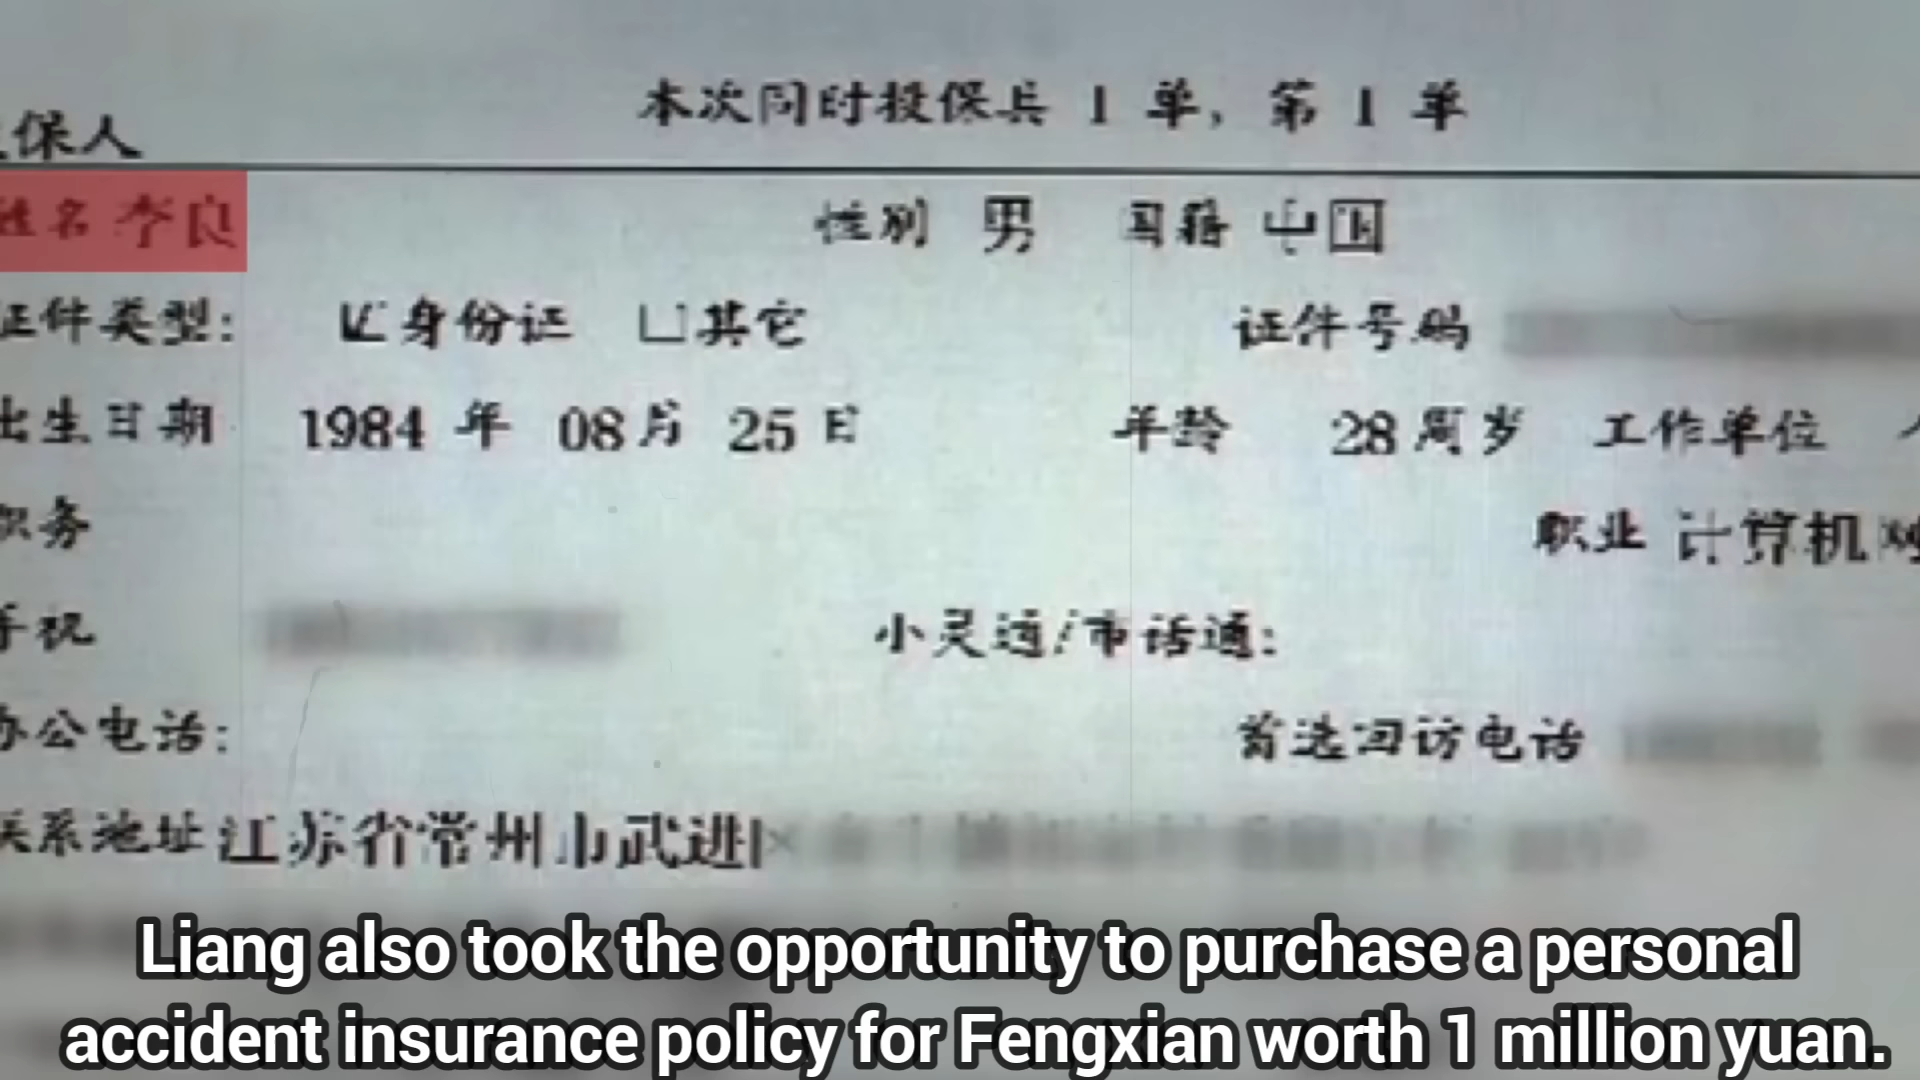 本次同时投保共 1 单，第 1 单
保人
姓名 李良 性别 男 国籍 中国
证件类型: 身份证 其它 证件号码
出生日期 1984 年 08 月 25 日 年龄 28 周岁 工作单位
职务 职业 计算机
手机 小灵通/市话通:
办公电话: 首选回访电话
联系地址 江苏省常州市武进区
Liang also took the opportunity to purchase a personal
accident insurance policy for Fengxian worth 1 million yuan.